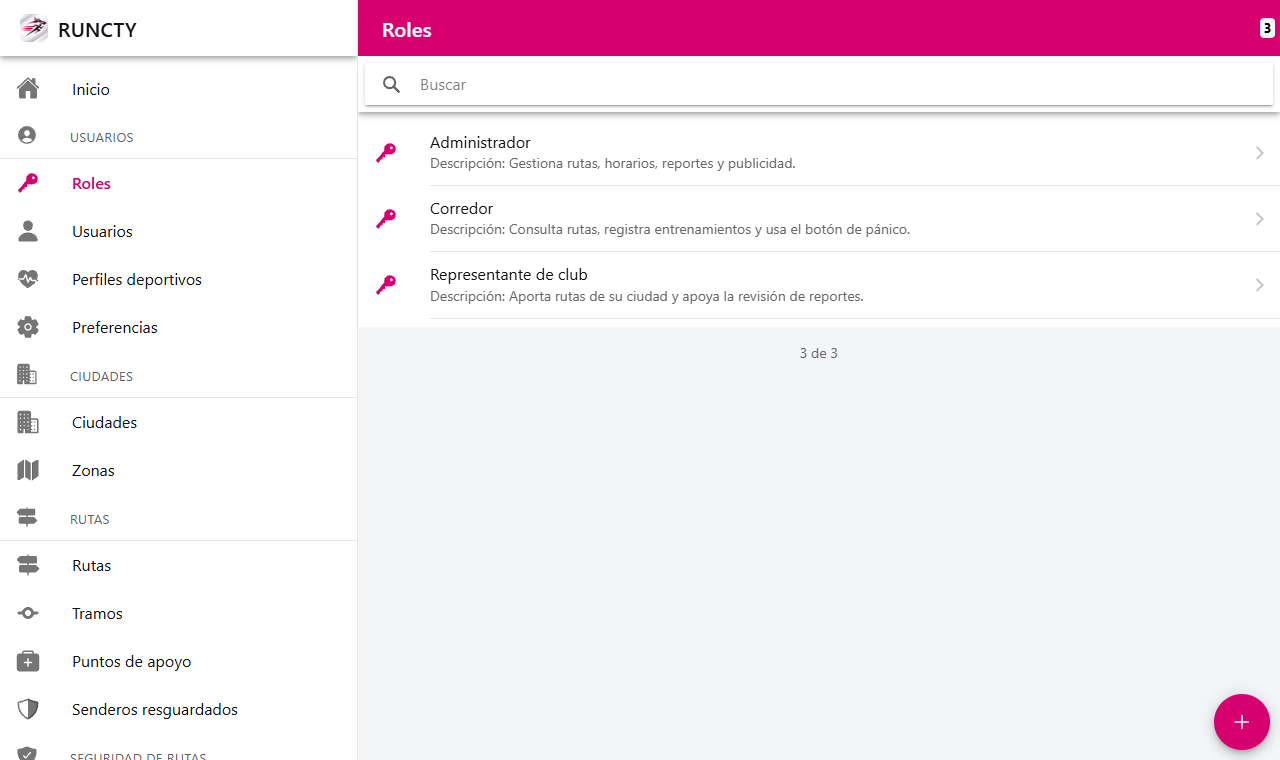 RUNCTY
Inicio
USUARIOS
Roles
Usuarios
Perfiles deportivos
Preferencias
CIUDADES
Ciudades
Zonas
RUTAS
Rutas
Tramos
Puntos de apoyo
Senderos resguardados
SEGURIDAD DE RUTAS
Roles
3
Buscar
Administrador
Descripción: Gestiona rutas, horarios, reportes y publicidad.
Corredor
Descripción: Consulta rutas, registra entrenamientos y usa el botón de pánico.
Representante de club
Descripción: Aporta rutas de su ciudad y apoya la revisión de reportes.
3 de 3